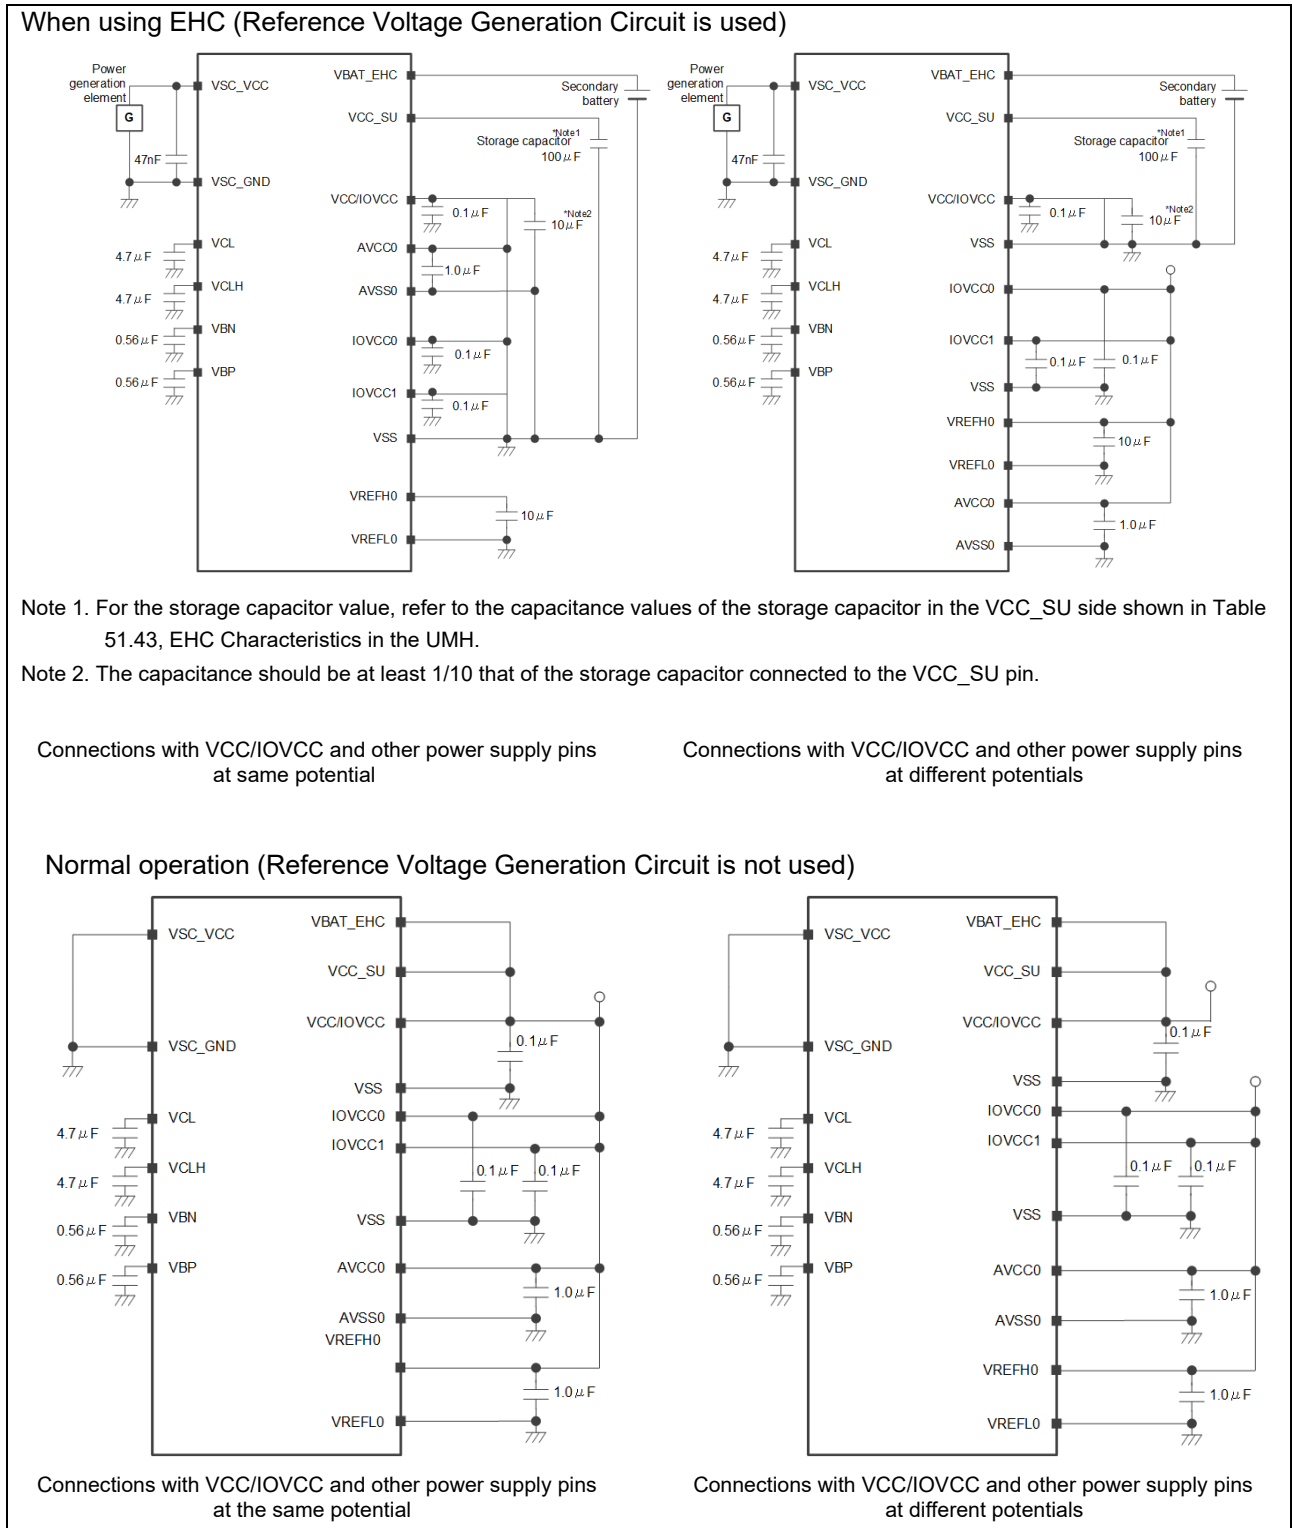 When using EHC (Reference Voltage Generation Circuit is used)
Power
generation
element
G
47nF
VSC_VCC
VSC_GND
VCL
4.7μF
VCLH
4.7μF
VBN
0.56μF
VBP
0.56μF
VBAT_EHC
Secondary
battery
VCC_SU
*Note1
Storage capacitor
100μF
VCC/IOVCC
0.1μF
*Note2
10μF
AVCC0
1.0μF
AVSS0
IOVCC0
0.1μF
IOVCC1
0.1μF
VSS
VREFH0
10μF
VREFL0
Power
generation
element
G
47nF
VSC_VCC
VSC_GND
VCL
4.7μF
VCLH
4.7μF
VBN
0.56μF
VBP
0.56μF
VBAT_EHC
Secondary
battery
VCC_SU
*Note1
Storage capacitor
100μF
VCC/IOVCC
0.1μF
*Note2
10μF
VSS
IOVCC0
IOVCC1
0.1μF
0.1μF
VSS
VREFH0
10μF
VREFL0
AVCC0
1.0μF
AVSS0
Note 1. For the storage capacitor value, refer to the capacitance values of the storage capacitor in the VCC_SU side shown in Table
51.43, EHC Characteristics in the UMH.
Note 2. The capacitance should be at least 1/10 that of the storage capacitor connected to the VCC_SU pin.
Connections with VCC/IOVCC and other power supply pins
at same potential
Connections with VCC/IOVCC and other power supply pins
at different potentials
Normal operation (Reference Voltage Generation Circuit is not used)
VSC_VCC
VSC_GND
VCL
4.7μF
VCLH
4.7μF
VBN
0.56μF
VBP
0.56μF
VBAT_EHC
VCC_SU
VCC/IOVCC
0.1μF
VSS
IOVCC0
IOVCC1
0.1μF
0.1μF
VSS
AVCC0
1.0μF
AVSS0
VREFH0
1.0μF
VREFL0
VSC_VCC
VSC_GND
VCL
4.7μF
VCLH
4.7μF
VBN
0.56μF
VBP
0.56μF
VBAT_EHC
VCC_SU
VCC/IOVCC
0.1μF
VSS
IOVCC0
IOVCC1
0.1μF
0.1μF
VSS
AVCC0
1.0μF
AVSS0
VREFH0
1.0μF
VREFL0
Connections with VCC/IOVCC and other power supply pins
at the same potential
Connections with VCC/IOVCC and other power supply pins
at different potentials